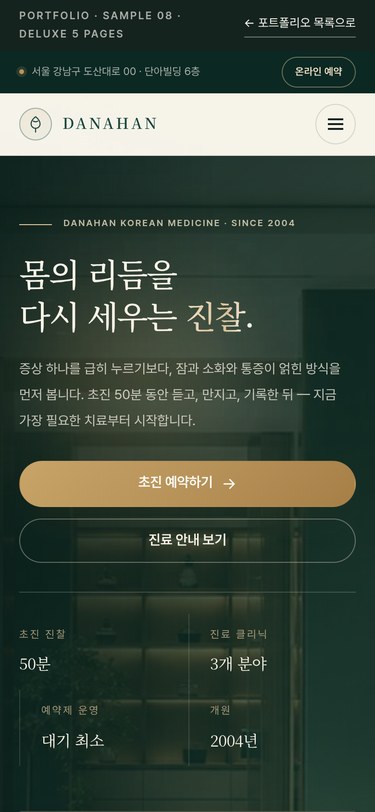 PORTFOLIO · SAMPLE 08 ·
DELUXE 5 PAGES
← 포트폴리오 목록으로
서울 강남구 도산대로 00 · 단아빌딩 6층
온라인 예약
DANAHAN
DANAHAN KOREAN MEDICINE · SINCE 2004
몸의 리듬을
다시 세우는 진찰.
증상 하나를 급히 누르기보다, 잠과 소화와 통증이 얽힌 방식을
먼저 봅니다. 초진 50분 동안 듣고, 만지고, 기록한 뒤 — 지금
가장 필요한 치료부터 시작합니다.
초진 예약하기 →
진료 안내 보기
초진 진찰
50분
진료 클리닉
3개 분야
예약제 운영
대기 최소
개원
2004년